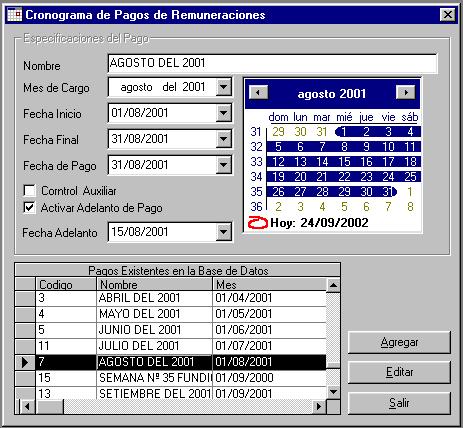 Cronograma de Pagos de Remuneraciones
Especificaciones del Pago
Nombre AGOSTO DEL 2001
Mes de Cargo agosto del 2001
Fecha Inicio 01/08/2001
Fecha Final 31/08/2001
Fecha de Pago 31/08/2001
Comtrol Auxiliar
Activar Adelanto de Pago
Fecha Adelanto 15/08/2001
agosto 2001
dom lun mar mié jue vie sáb
31 29 30 31 1 2 3 4
32 5 6 7 8 9 10 11
33 12 13 14 15 16 17 18
34 19 20 21 22 23 24 25
35 26 27 28 29 30 31 1
36 2 3 4 5 6 7 8
Hoy: 24/09/2002
Pagos Existentes en la Base de Datos
Codigo Nombre Mes
3 ABRIL DEL 2001 01/04/2001
4 MAYO DEL 2001 01/05/2001
5 JUNIO DEL 2001 01/06/2001
11 JULIO DEL 2001 01/07/2001
7 AGOSTO DEL 2001 01/08/2001
15 SEMANA Nº 35 FUNDI 01/09/2000
13 SETIEMBRE DEL 2001 01/09/2001
Agregar
Editar
Salir